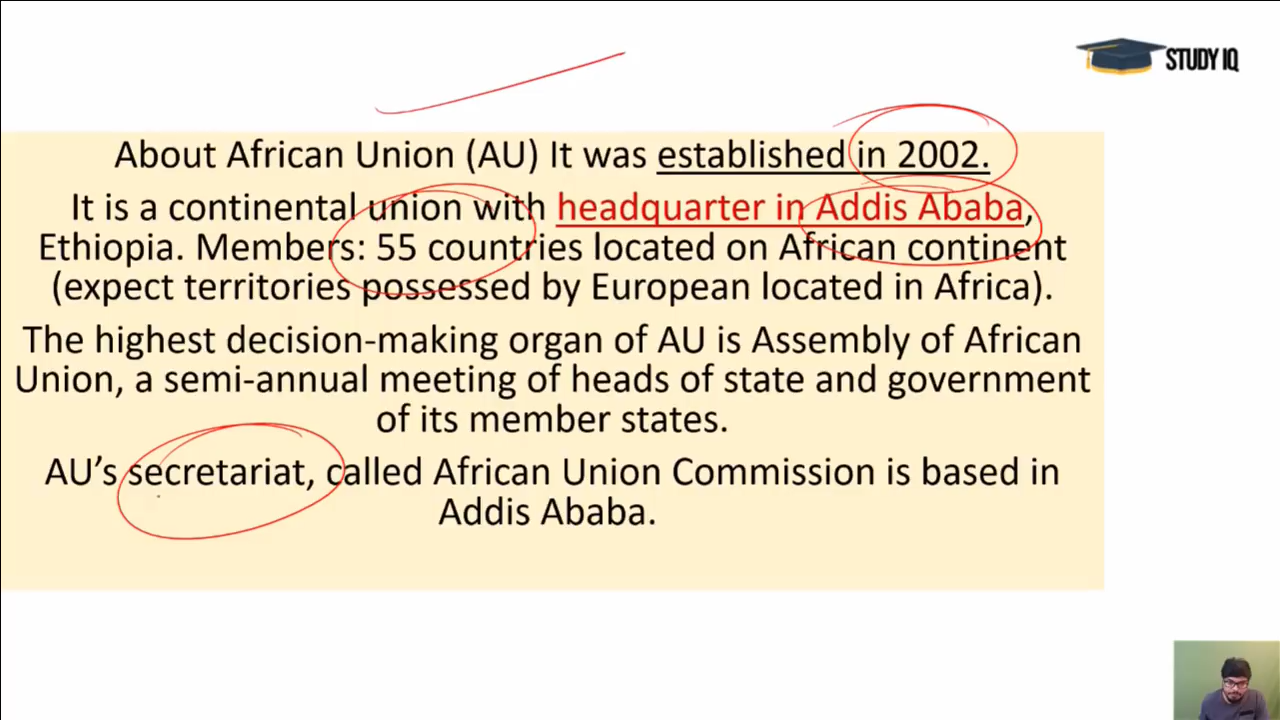 STUDY IQ
About African Union (AU) It was established in 2002.
It is a continental union with headquarter in Addis Ababa,
Ethiopia. Members: 55 countries located on African continent
(expect territories possessed by European located in Africa).
The highest decision-making organ of AU is Assembly of African
Union, a semi-annual meeting of heads of state and government
of its member states.
AU’s secretariat, called African Union Commission is based in
Addis Ababa.